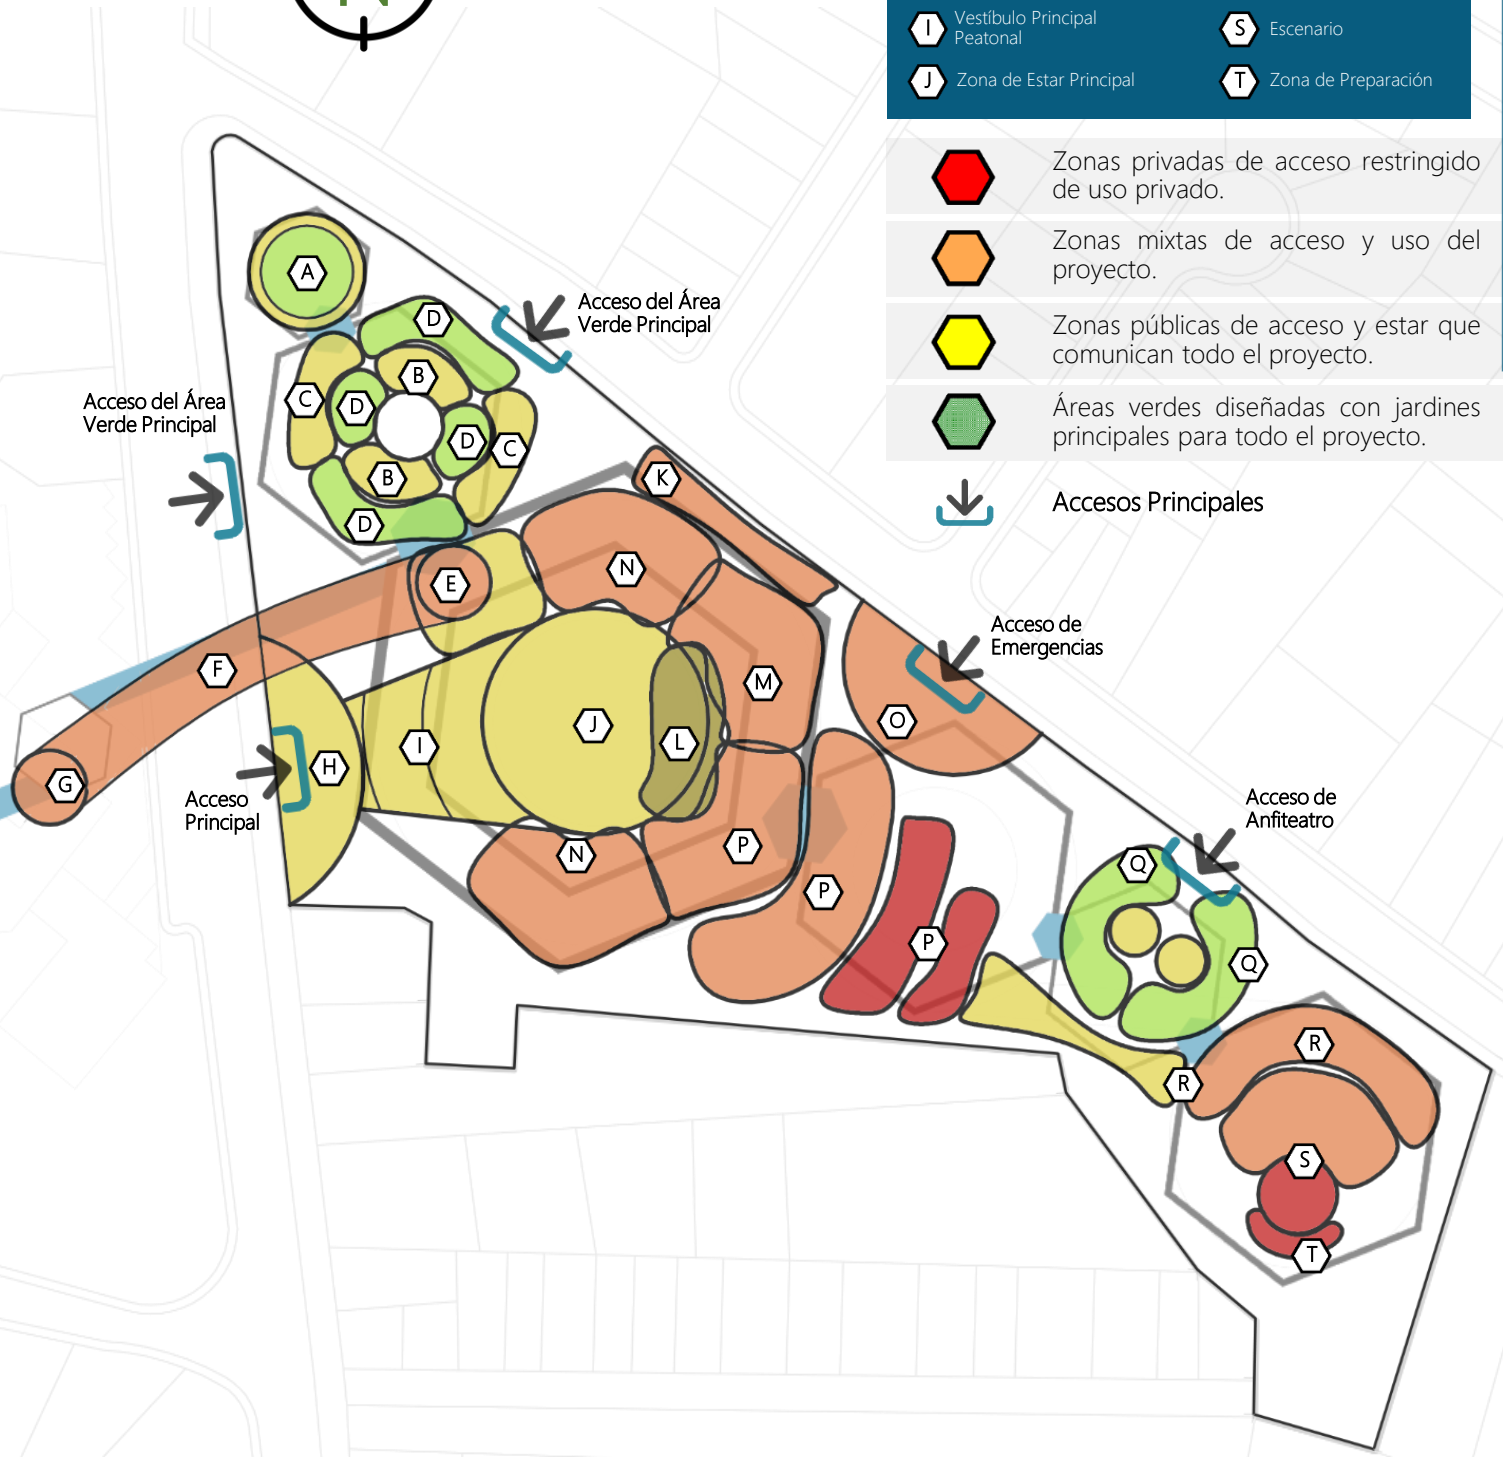 N
I Vestíbulo Principal
Peatonal
S Escenario
J Zona de Estar Principal
T Zona de Preparación
Zonas privadas de acceso restringido
de uso privado.
Zonas mixtas de acceso y uso del
proyecto.
Zonas públicas de acceso y estar que
comunican todo el proyecto.
Áreas verdes diseñadas con jardines
principales para todo el proyecto.
Accesos Principales
A
Acceso del Área
Verde Principal
D
B
Acceso del Área
Verde Principal
C
D
D
C
B
D
K
E
N
Acceso de
Emergencias
F
M
O
J
L
I
H
G
Acceso
Principal
Acceso de
Anfiteatro
N
P
P
Q
P
Q
R
R
S
T